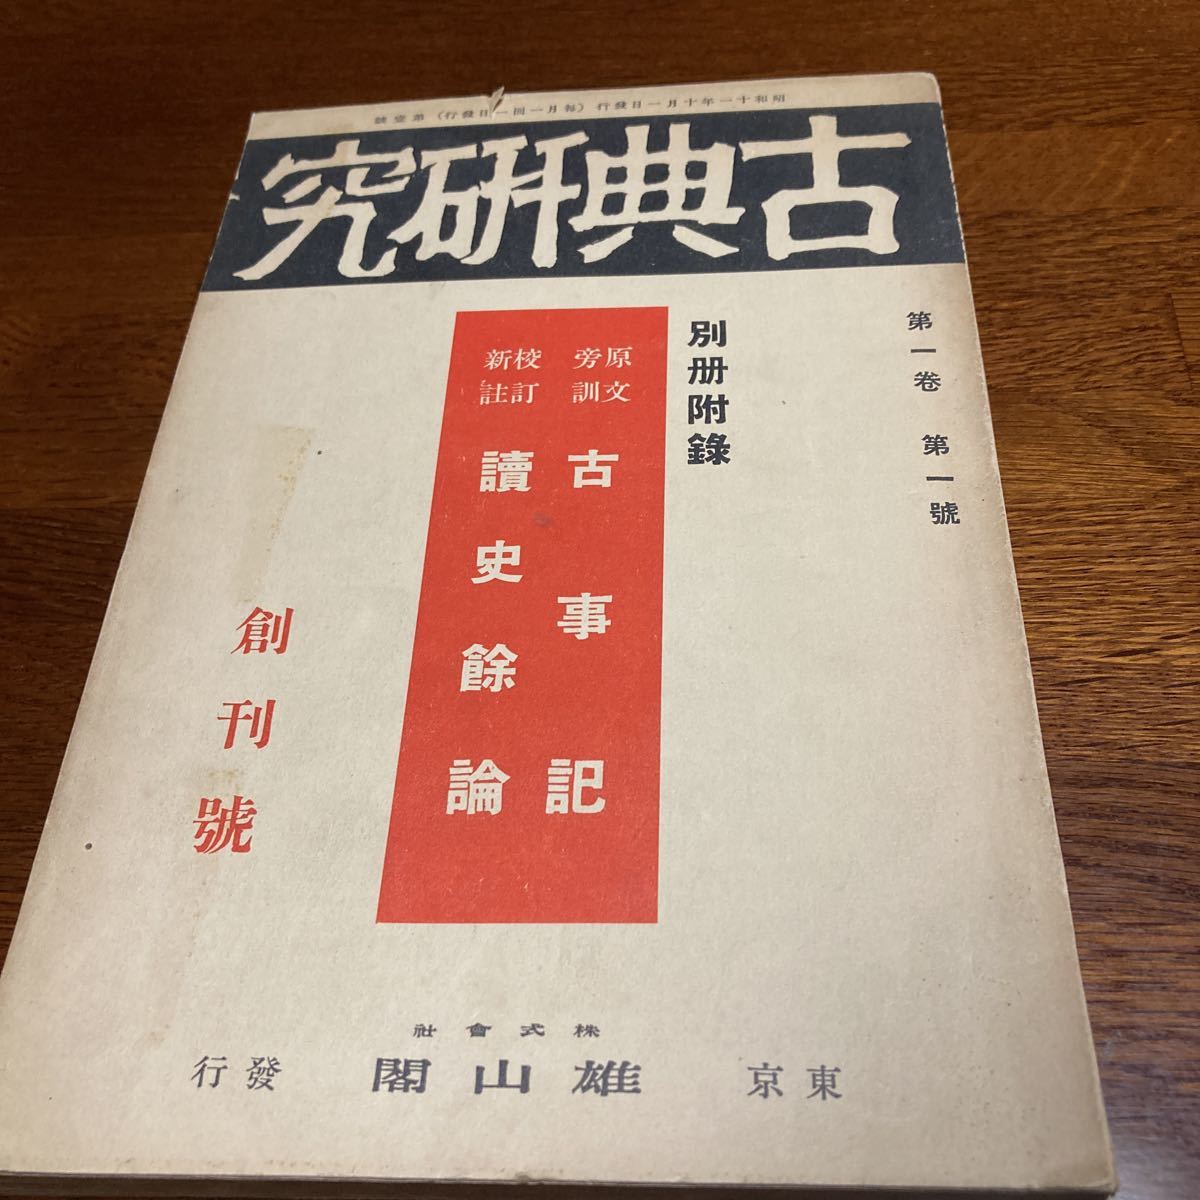 昭和十一年十月一日發行(每月一回一日發行)第壹號
古典研究
第一卷 第一號
別册附錄
原文 旁訓
古事記
校訂 新註
讀史餘論
創刊號
株式會社
東京 雄山閣 發行